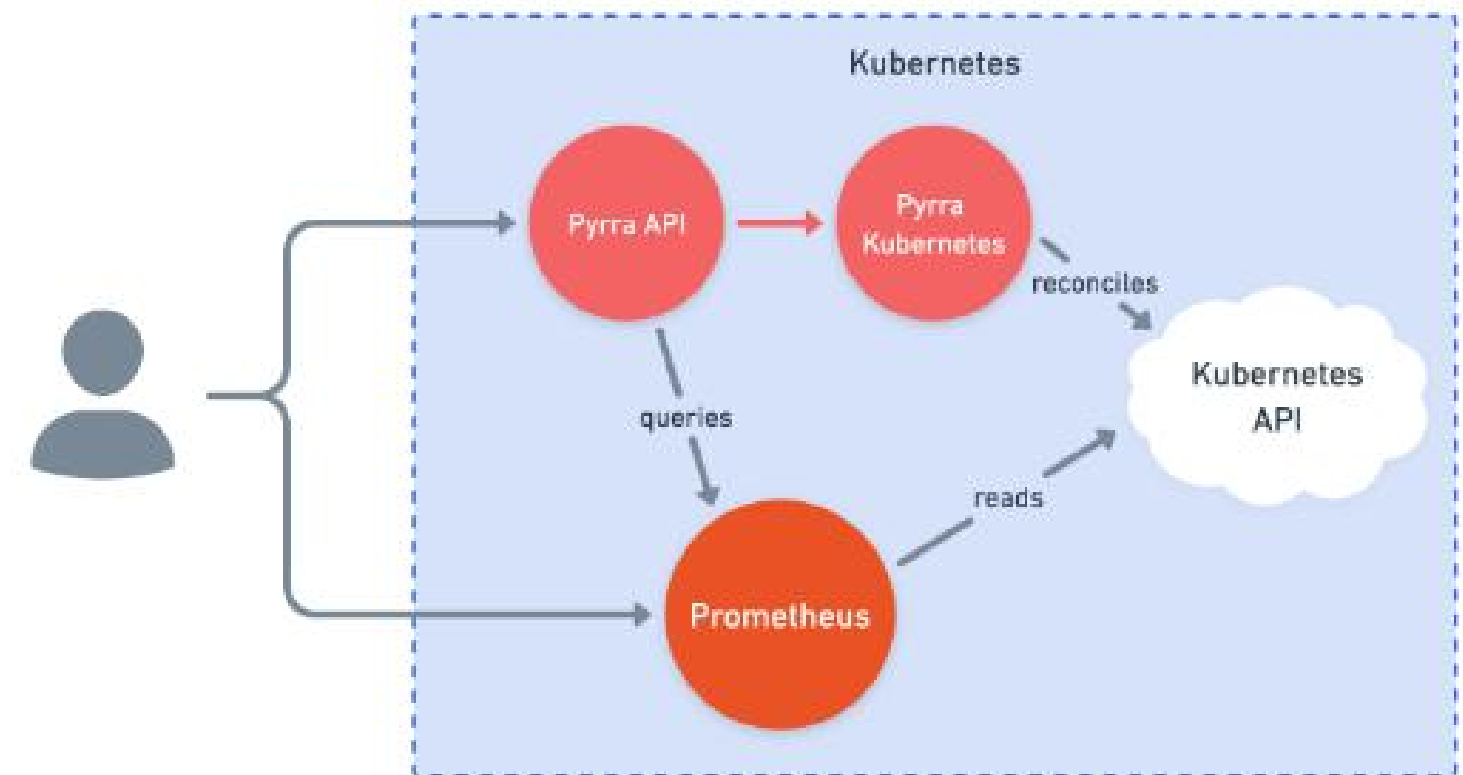 Kubernetes
Pyrra API
Pyrra
Kubernetes
reconciles
Kubernetes
API
queries
reads
Prometheus